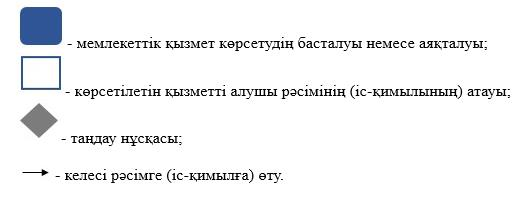 - мемлекеттік қызмет көрсетудің басталуы немесе аяқталуы;
- көрсетілетін қызметті алушы рәсімінің (іс-қимылының) атауы;
- таңдау нұсқасы;
- келесі рәсімге (іс-қимылға) өту.